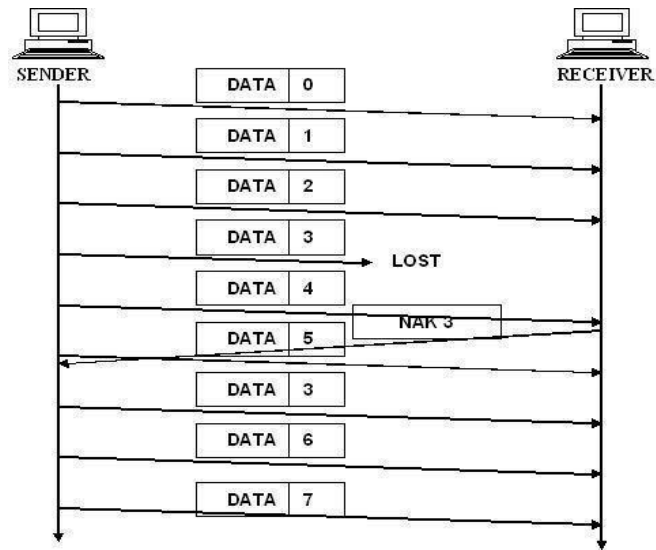 SENDER RECEIVER
DATA 0
DATA 1
DATA 2
DATA 3
LOST
DATA 4
NAK 3
DATA 5
DATA 3
DATA 6
DATA 7